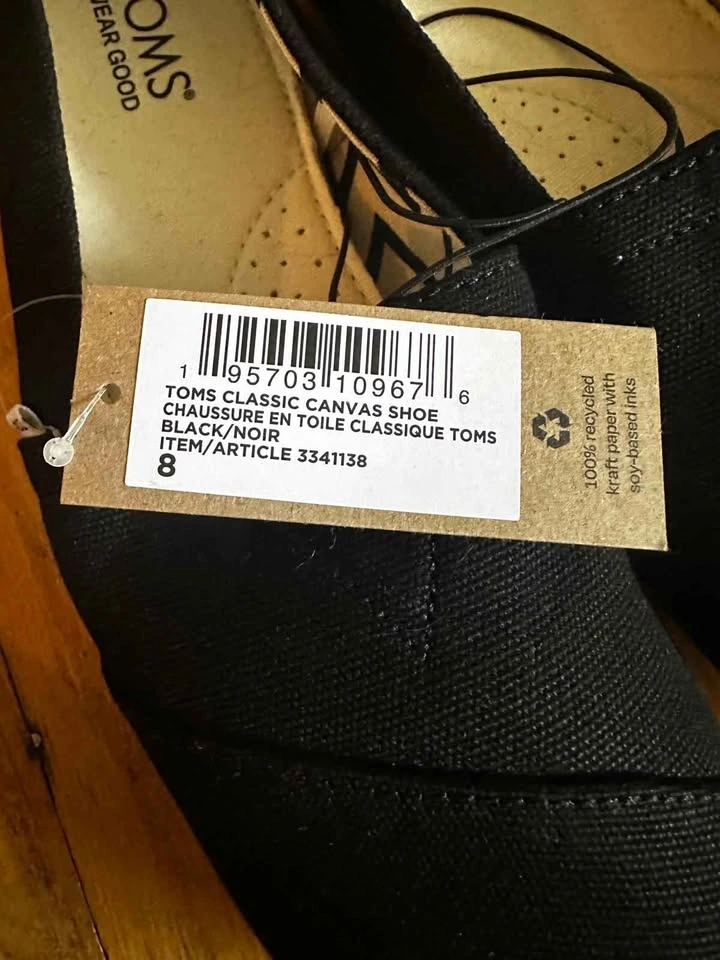 OMS®
WEAR GOOD
1 95703 10967 6
TOMS CLASSIC CANVAS SHOE
CHAUSSURE EN TOILE CLASSIQUE TOMS
BLACK/NOIR
ITEM/ARTICLE 3341138
8
100% recycled
kraft paper with
soy-based inks